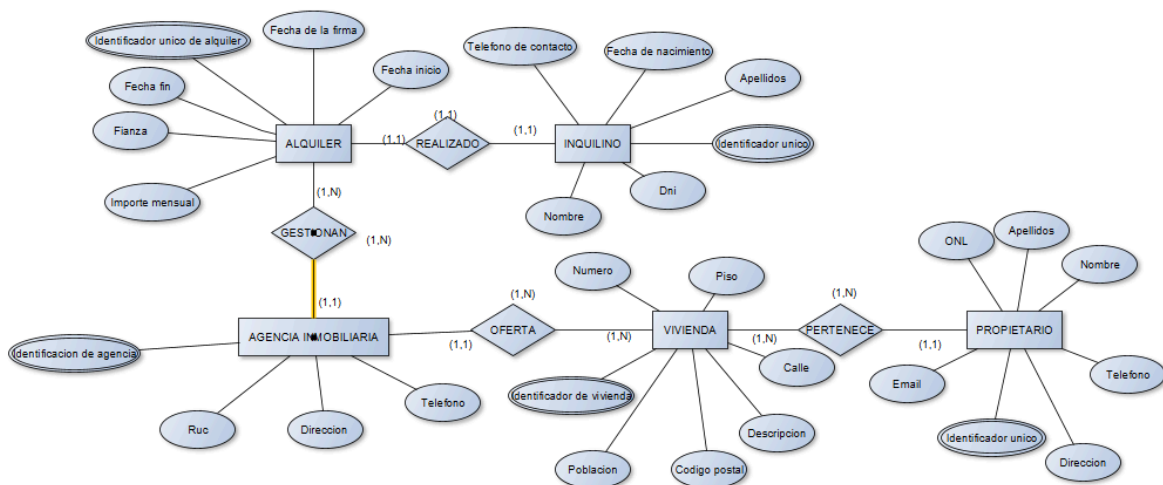 Identificador unico de alquiler
Fecha de la firma
Fecha inicio
Fecha fin
Fianza
Importe mensual
ALQUILER
(1,1)
(1,1)
REALIZADO
(1,1)
Telefono de contacto
Fecha de nacimiento
Apellidos
Identificador unico
INQUILINO
Dni
Nombre
(1,N)
GESTIONAN
(1,N)
(1,1)
AGENCIA INMOBILIARIA
Identificacion de agencia
Ruc
Direccion
Telefono
(1,1)
(1,N)
OFERTA
(1,N)
Numero
Piso
VIVIENDA
Identificador de vivienda
Poblacion
Codigo postal
Descripcion
Calle
(1,N)
(1,N)
PERTENECE
(1,1)
ONL
Apellidos
Nombre
PROPIETARIO
Email
Telefono
Identificador unico
Direccion